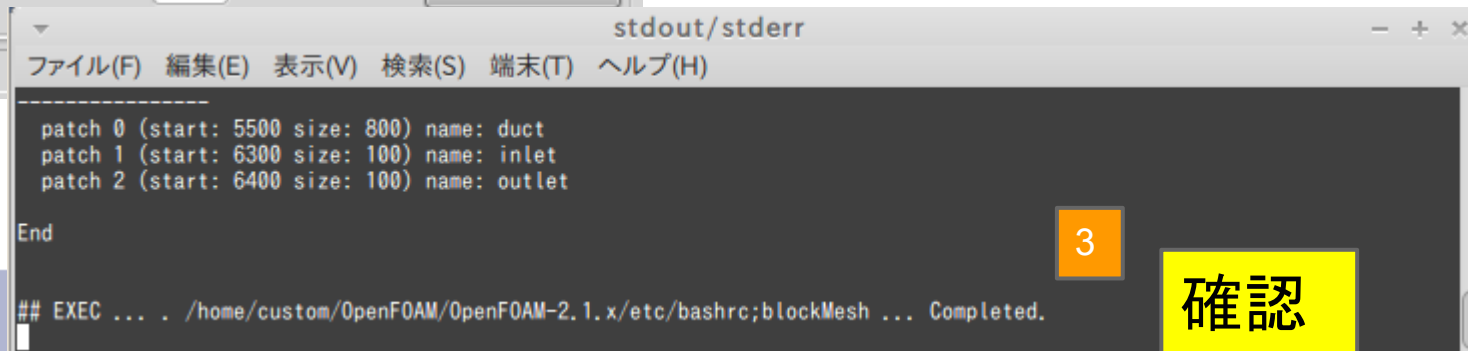 stdout/stderr
ファイル(F) 編集(E) 表示(V) 検索(S) 端末(T) ヘルプ(H)
----------------
patch 0 (start: 5500 size: 800) name: duct
patch 1 (start: 6300 size: 100) name: inlet
patch 2 (start: 6400 size: 100) name: outlet
End
3
確認
## EXEC ... . /home/custom/OpenFOAM/OpenFOAM-2.1.x/etc/bashrc;blockMesh ... Completed.